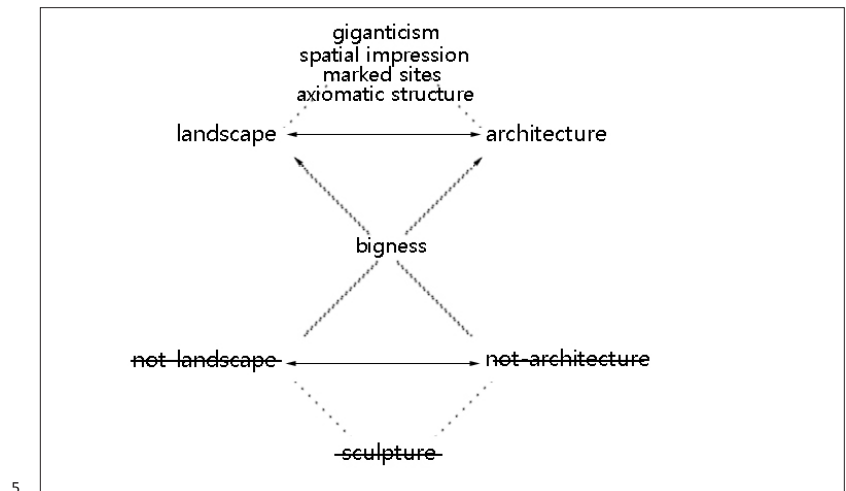 giganticism
spatial impression
marked sites
axiomatic structure
landscape architecture
bigness
not-landscape not-architecture
sculpture
5